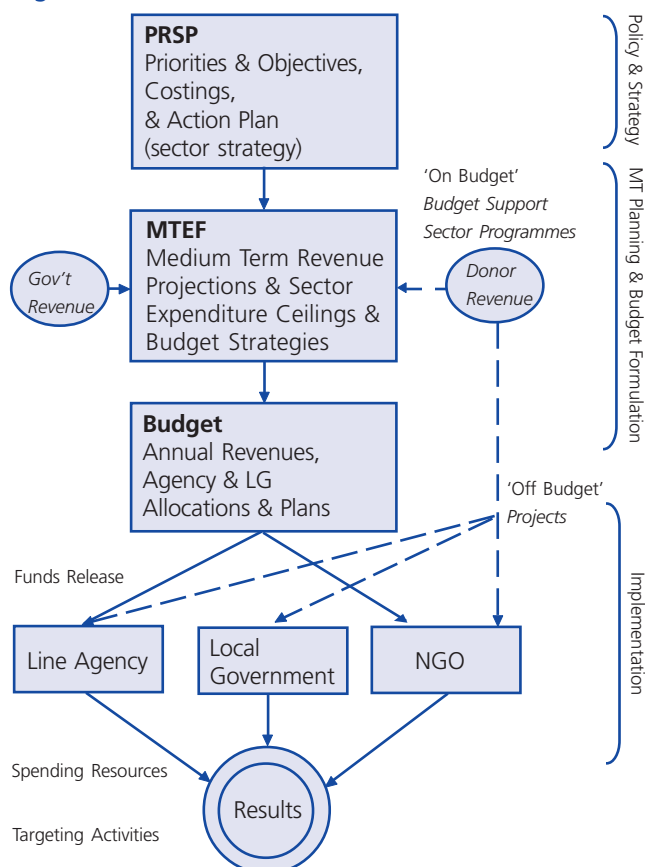 PRSP
Priorities & Objectives,
Costings,
& Action Plan
(sector strategy)
Policy & Strategy
'On Budget'
Budget Support
Sector Programmes
MTEF
Medium Term Revenue
Projections & Sector
Expenditure Ceilings &
Budget Strategies
Gov't
Revenue
Donor
Revenue
MT Planning & Budget Formulation
Budget
Annual Revenues,
Agency & LG
Allocations & Plans
'Off Budget'
Projects
Funds Release
Line Agency
Local
Government
NGO
Implementation
Spending Resources
Results
Targeting Activities